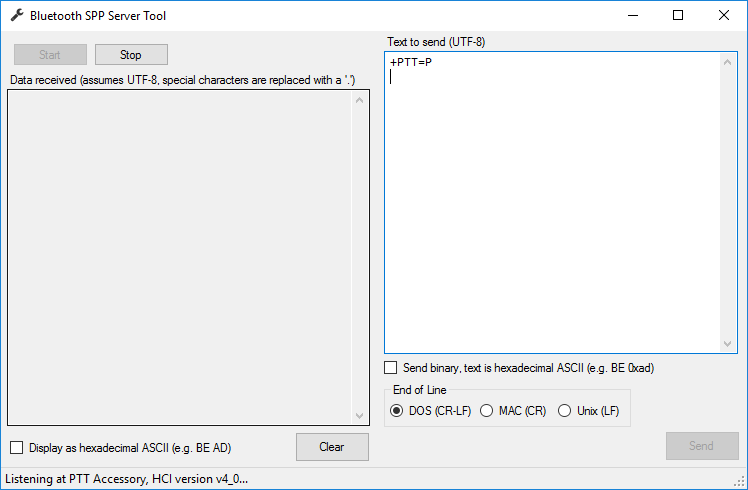 Bluetooth SPP Server Tool
Start
Stop
Data received (assumes UTF-8, special characters are replaced with a '.')
Display as hexadecimal ASCII (e.g. BE AD)
Clear
Text to send (UTF-8)
+PTT=P
Send binary, text is hexadecimal ASCII (e.g. BE 0xad)
End of Line
DOS (CR-LF)
MAC (CR)
Unix (LF)
Send
Listening at PTT Accessory, HCI version v4_0...